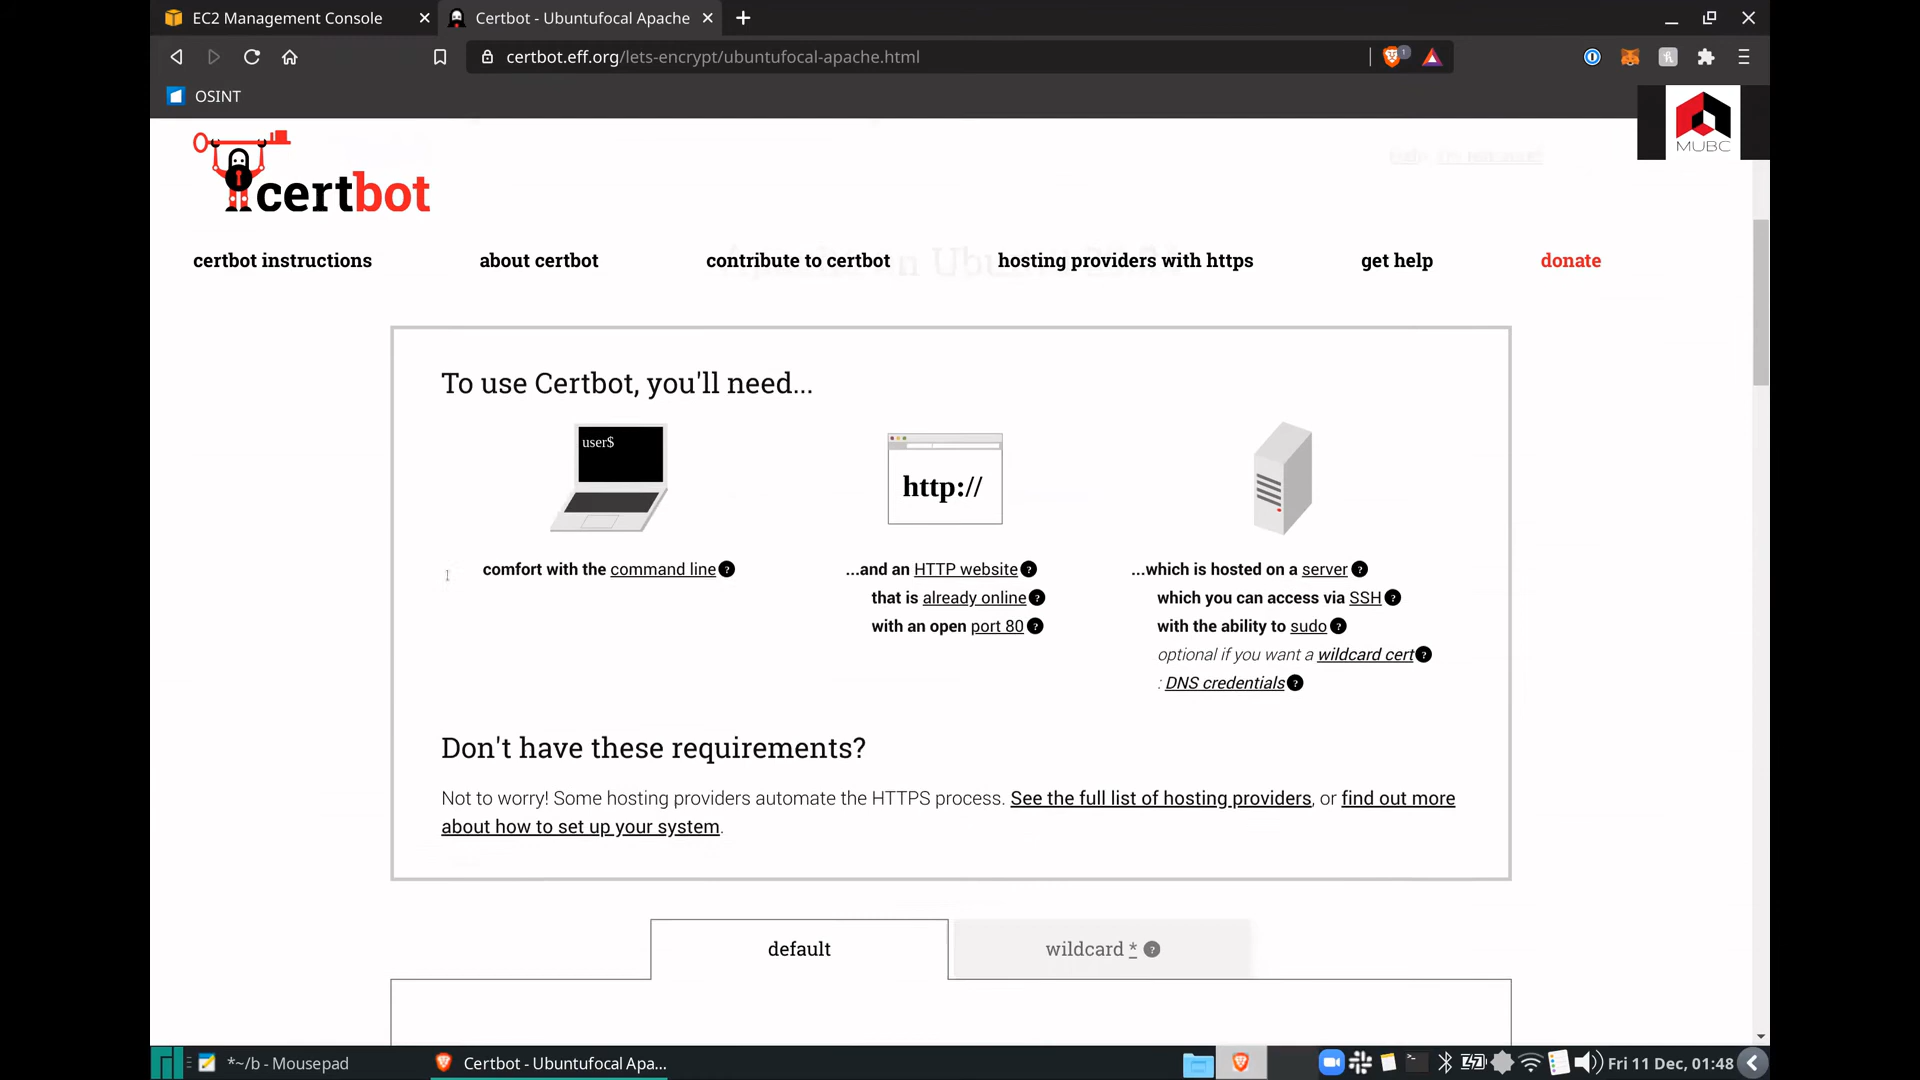 EC2 Management Console
Certbot - Ubuntufocal Apache
certbot.eff.org/lets-encrypt/ubuntufocal-apache.html
1
OSINT
MUBC
certbot
certbot instructions
about certbot
contribute to certbot
hosting providers with https
get help
donate
To use Certbot, you'll need...
user$
http://
comfort with the command line ?
...and an HTTP website ?
that is already online ?
with an open port 80 ?
...which is hosted on a server ?
which you can access via SSH ?
with the ability to sudo ?
optional if you want a wildcard cert ?
: DNS credentials ?
Don't have these requirements?
Not to worry! Some hosting providers automate the HTTPS process. See the full list of hosting providers, or find out more
about how to set up your system.
default
wildcard * ?
*~/b - Mousepad
Certbot - Ubuntufocal Apa...
Fri 11 Dec, 01:48